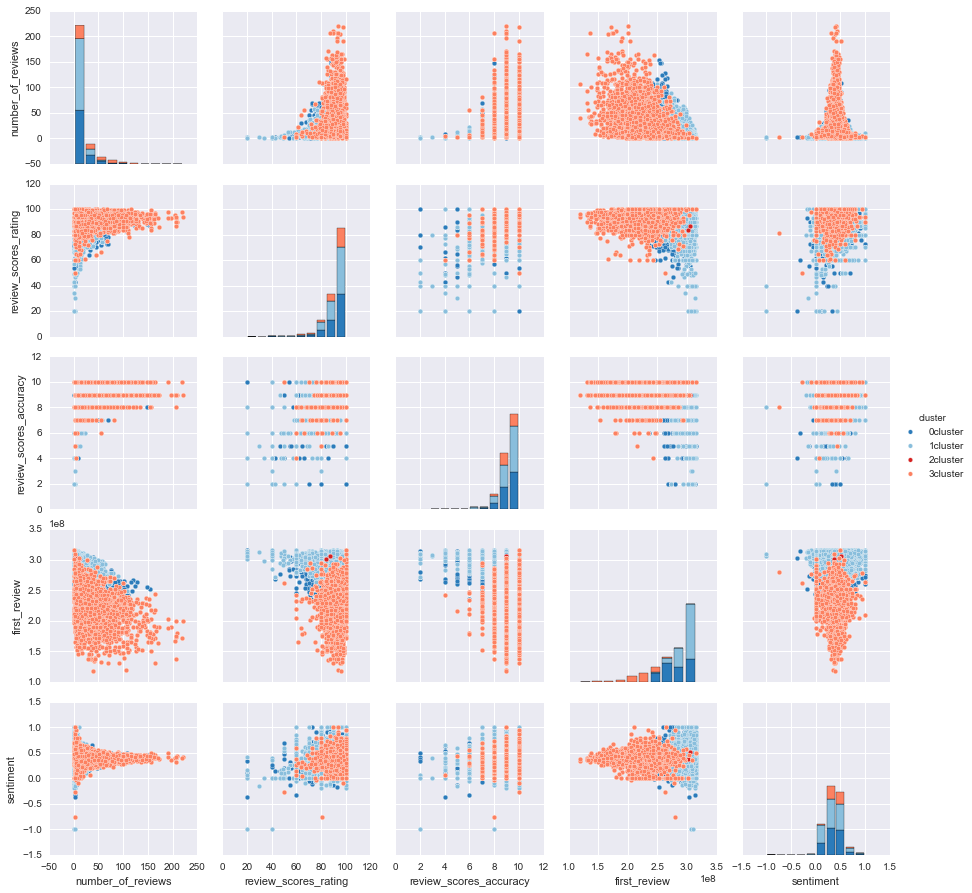 250
200
150
100
50
0
−50
number_of_reviews
120
100
80
60
40
20
0
review_scores_rating
12
10
8
6
4
2
0
review_scores_accuracy
cluster
0cluster
1cluster
2cluster
3cluster
1e8
3.5
3.0
2.5
2.0
1.5
1.0
first_review
1.5
1.0
0.5
0.0
−0.5
−1.0
−1.5
sentiment
−50 0 50 100 150 200 250
0 20 40 60 80 100 120
0 2 4 6 8 10 12
1.0 1.5 2.0 2.5 3.0 3.5
1e8
−1.5 −1.0 −0.5 0.0 0.5 1.0 1.5
number_of_reviews
review_scores_rating
review_scores_accuracy
first_review
sentiment